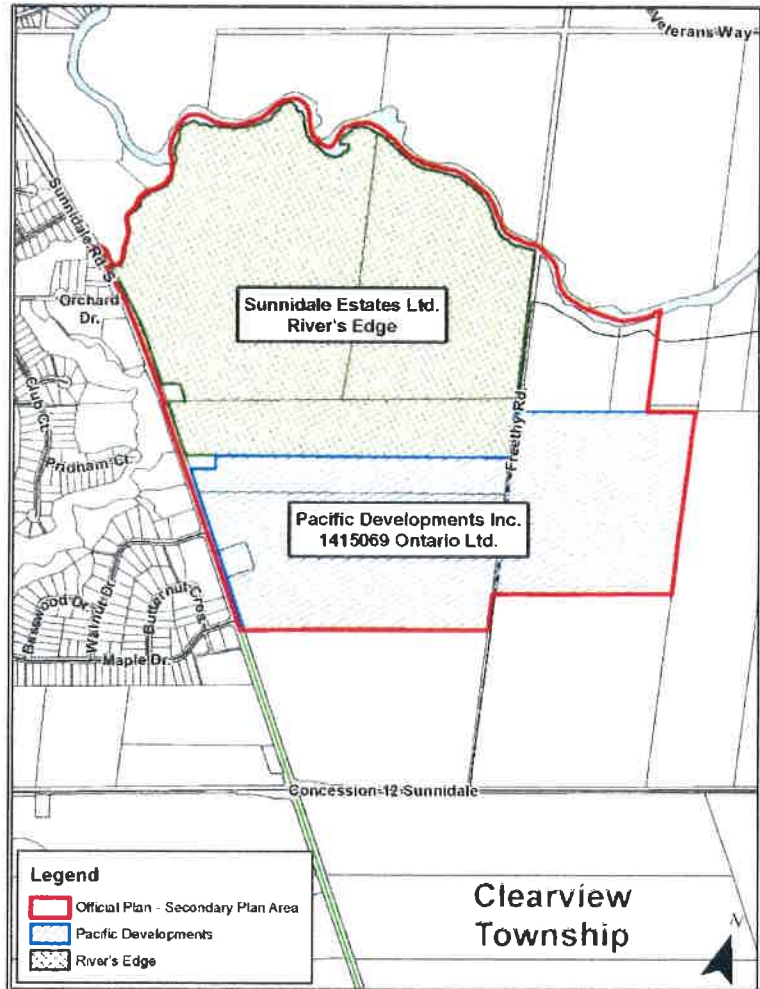 Veterans Way
Sunnidale Rd. S.
Orchard
Dr.
Sunnidale Estates Ltd.
River's Edge
Club Ct.
Freethy Rd.
Pridham Ct.
Pacific Developments Inc.
1415069 Ontario Ltd.
Basswood Dr.
Walnut Dr.
Butternut Cres.
Maple Dr.
Concession 12 Sunnidale
Legend
Official Plan - Secondary Plan Area
Pacific Developments
River's Edge
Clearview
Township
N